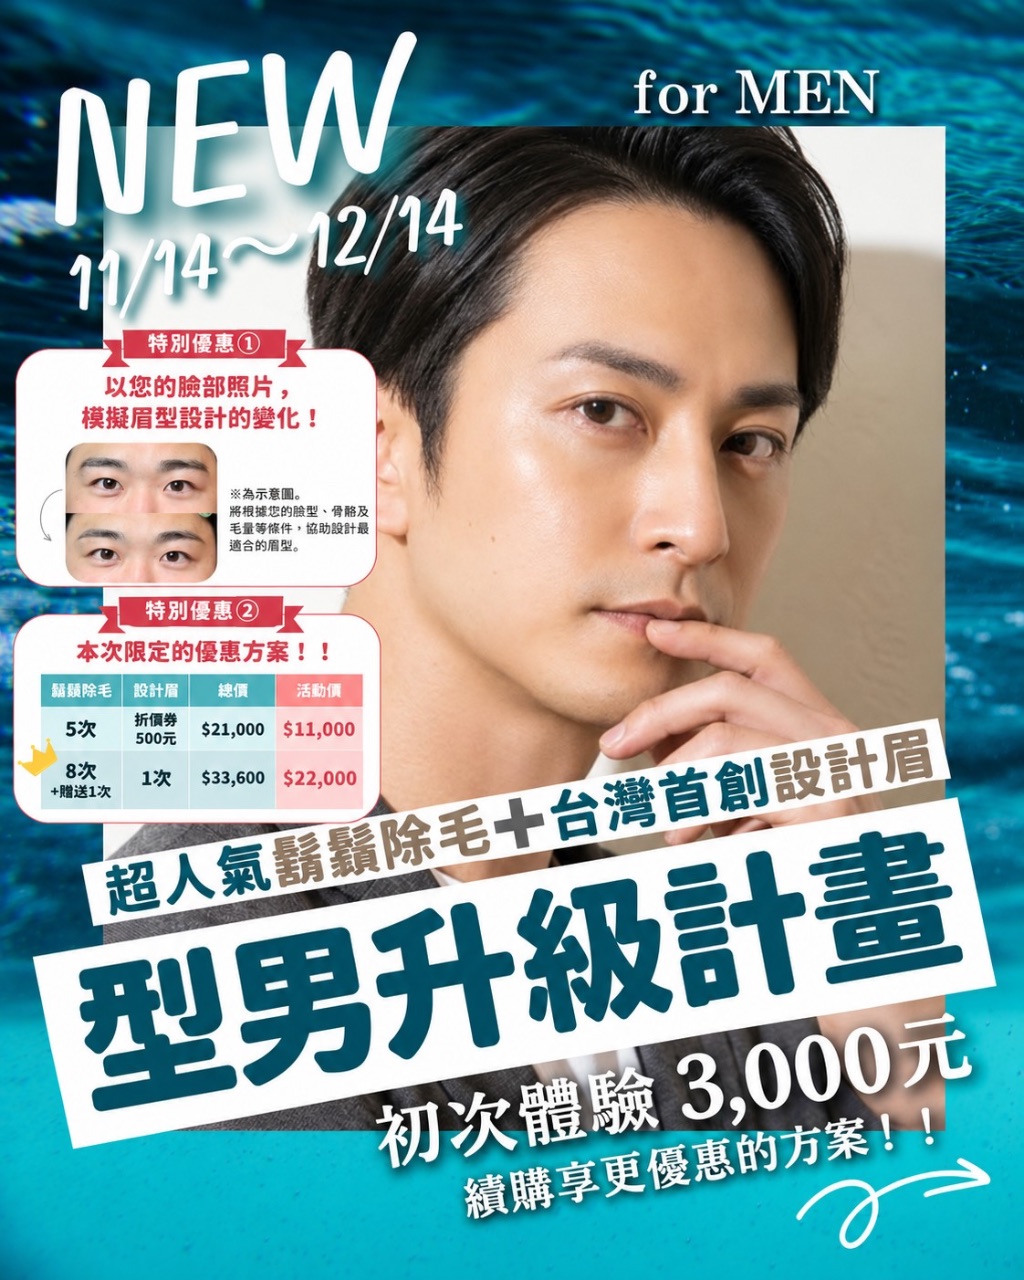 NEW
for MEN
11/14～12/14
特別優惠①
以您的臉部照片，
模擬眉型設計的變化！
※為示意圖。
將根據您的臉型、骨骼及
毛量等條件，協助設計最
適合的眉型。
特別優惠②
本次限定的優惠方案！！
鬍鬚除毛 設計眉 總價 活動價
5次 折價券 500元 $21,000 $11,000
8次 +贈送1次 1次 $33,600 $22,000
超人氣鬍鬚除毛+台灣首創設計眉
型男升級計畫
初次體驗 3,000元
續購享更優惠的方案！！